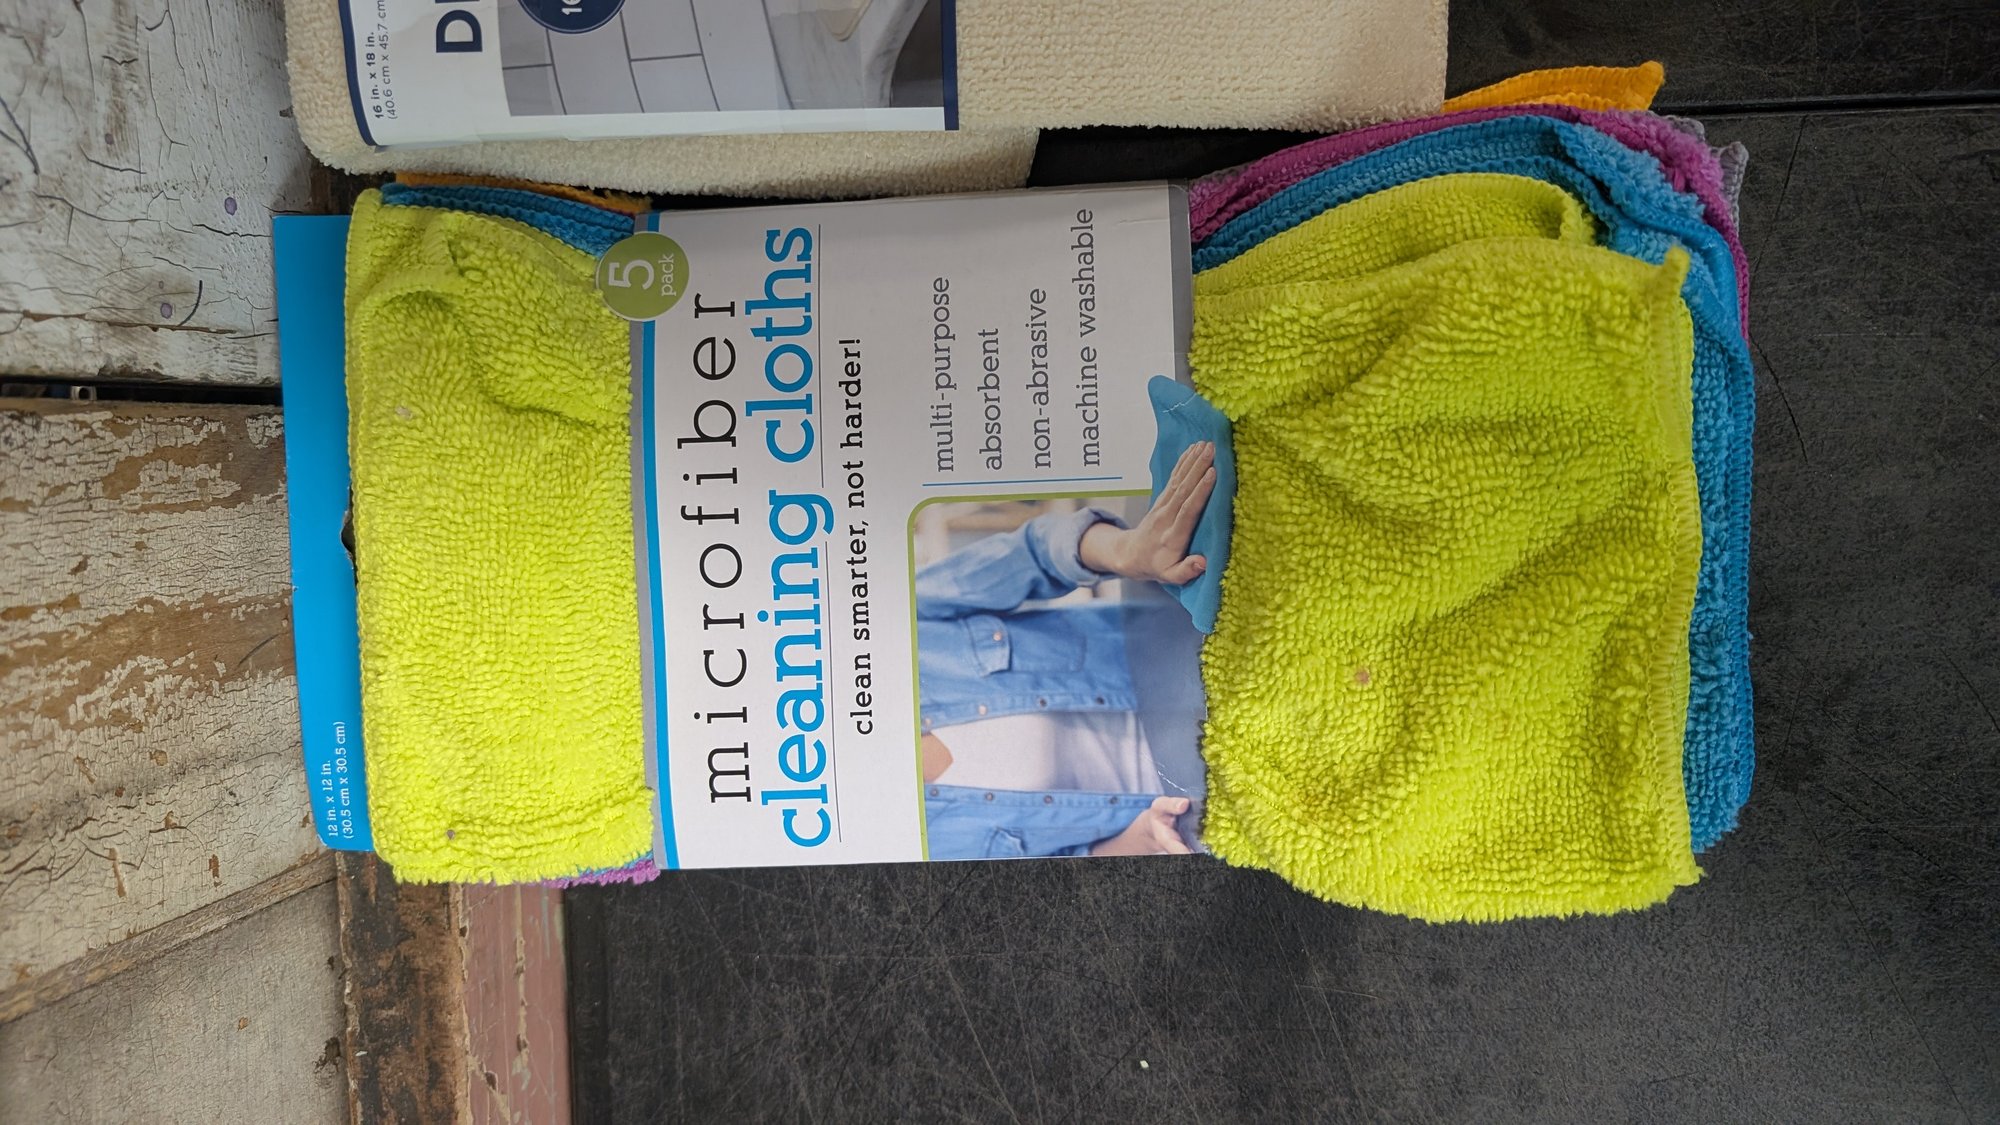 16 in. x 18 in.
(40.6 cm x 45.7 cm
12 in. x 12 in.
(30.5 cm x 30.5 cm)
5
pack
microfiber
cleaning cloths
clean smarter, not harder!
multi-purpose
absorbent
non-abrasive
machine washable